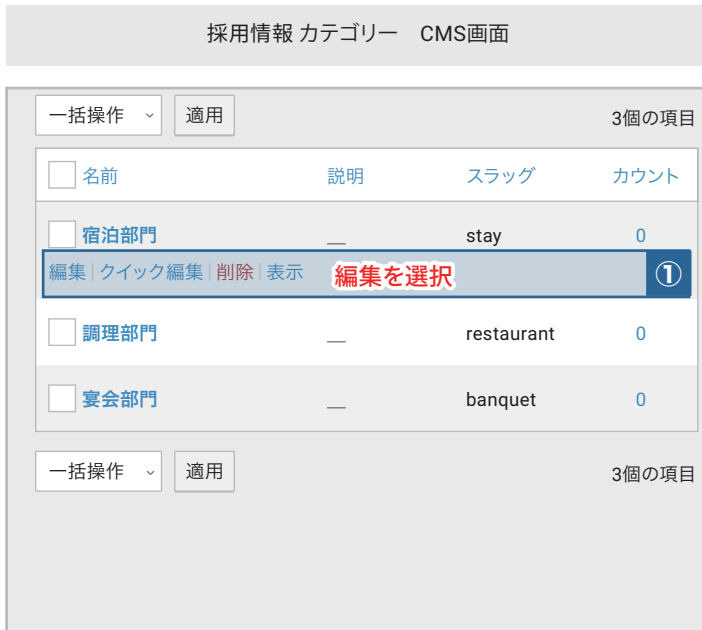 採用情報 カテゴリー　CMS画面
一括操作 適用 3個の項目
名前 説明 スラッグ カウント
宿泊部門 — stay 0
編集 | クイック編集 | 削除 | 表示 編集を選択 ①
調理部門 — restaurant 0
宴会部門 — banquet 0
一括操作 適用 3個の項目